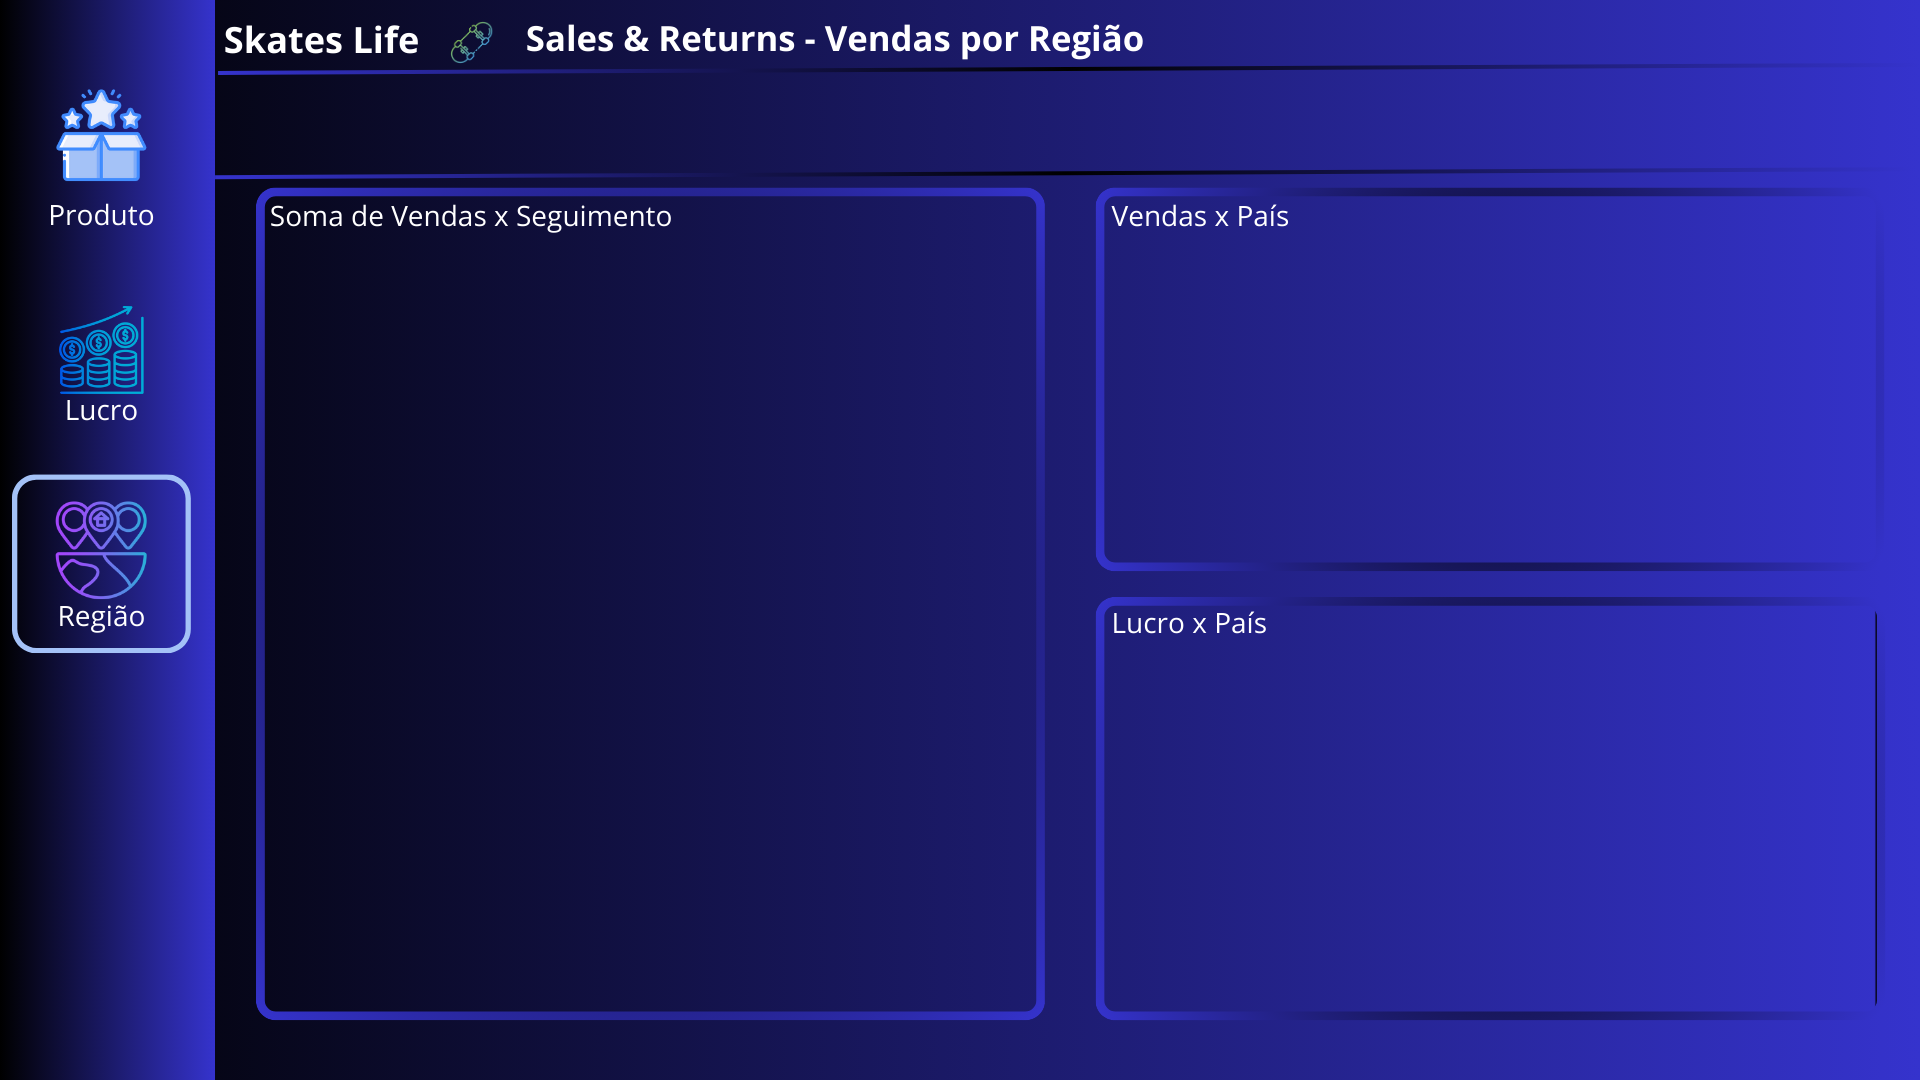 Skates Life
Sales & Returns - Vendas por Região
Produto
Lucro
Região
Soma de Vendas x Seguimento
Vendas x País
Lucro x País